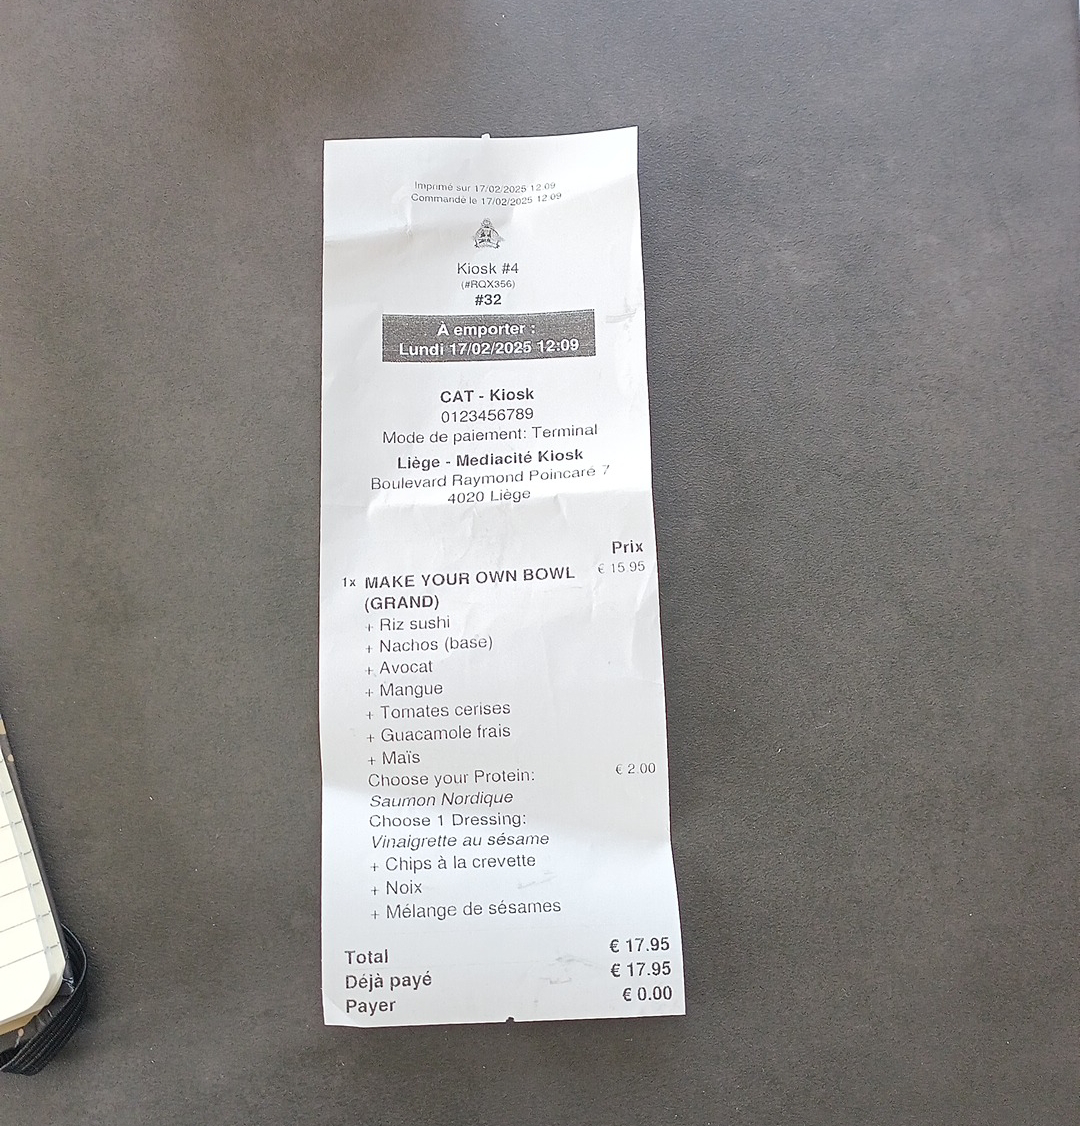 Imprimé sur 17/02/2025 12:09
Commandé le 17/02/2025 12:09
Kiosk #4
(#RQX356)
#32
À emporter :
Lundi 17/02/2025 12:09
CAT - Kiosk
0123456789
Mode de paiement: Terminal
Liège - Mediacité Kiosk
Boulevard Raymond Poincaré 7
4020 Liège
Prix
1x MAKE YOUR OWN BOWL € 15.95
(GRAND)
+ Riz sushi
+ Nachos (base)
+ Avocat
+ Mangue
+ Tomates cerises
+ Guacamole frais
+ Maïs
Choose your Protein: € 2.00
Saumon Nordique
Choose 1 Dressing:
Vinaigrette au sésame
+ Chips à la crevette
+ Noix
+ Mélange de sésames
Total € 17.95
Déjà payé € 17.95
Payer € 0.00